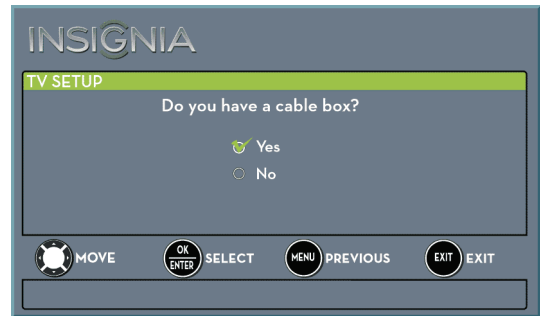 INSIGNIA
TV SETUP
Do you have a cable box?
Yes
No
MOVE OK ENTER SELECT MENU PREVIOUS EXIT EXIT